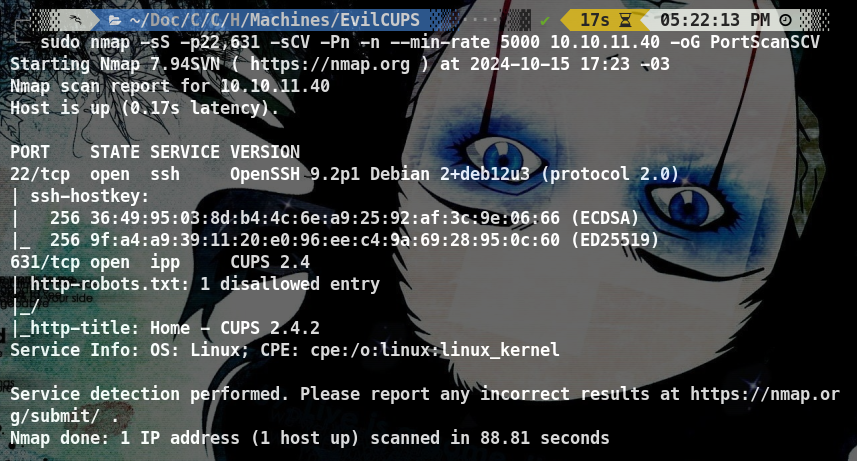 ~/Doc/C/C/H/Machines/EvilCUPS ✔ 17s 05:22:13 PM
sudo nmap -sS -p22,631 -sCV -Pn -n --min-rate 5000 10.10.11.40 -oG PortScanSCV
Starting Nmap 7.94SVN ( https://nmap.org ) at 2024-10-15 17:23 -03
Nmap scan report for 10.10.11.40
Host is up (0.17s latency).
PORT    STATE SERVICE VERSION
22/tcp  open  ssh     OpenSSH 9.2p1 Debian 2+deb12u3 (protocol 2.0)
| ssh-hostkey:
|   256 36:49:95:03:8d:b4:4c:6e:a9:25:92:af:3c:9e:06:66 (ECDSA)
|_  256 9f:a4:a9:39:11:20:e0:96:ee:c4:9a:69:28:95:0c:60 (ED25519)
631/tcp open  ipp     CUPS 2.4
| http-robots.txt: 1 disallowed entry
|_/
|_http-title: Home - CUPS 2.4.2
Service Info: OS: Linux; CPE: cpe:/o:linux:linux_kernel
Service detection performed. Please report any incorrect results at https://nmap.or
g/submit/ .
Nmap done: 1 IP address (1 host up) scanned in 88.81 seconds